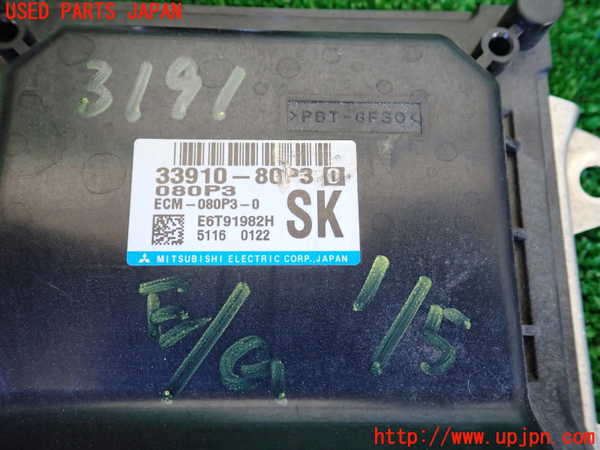 USED PARTS JAPAN
3191
>PBT-GF30<
33910-80P3 0
080P3
ECM-080P3-0
E6T91982H
SK
5116 0122
MITSUBISHI ELECTRIC CORP.,JAPAN
E/G 1/5
http://www.upjpn.com